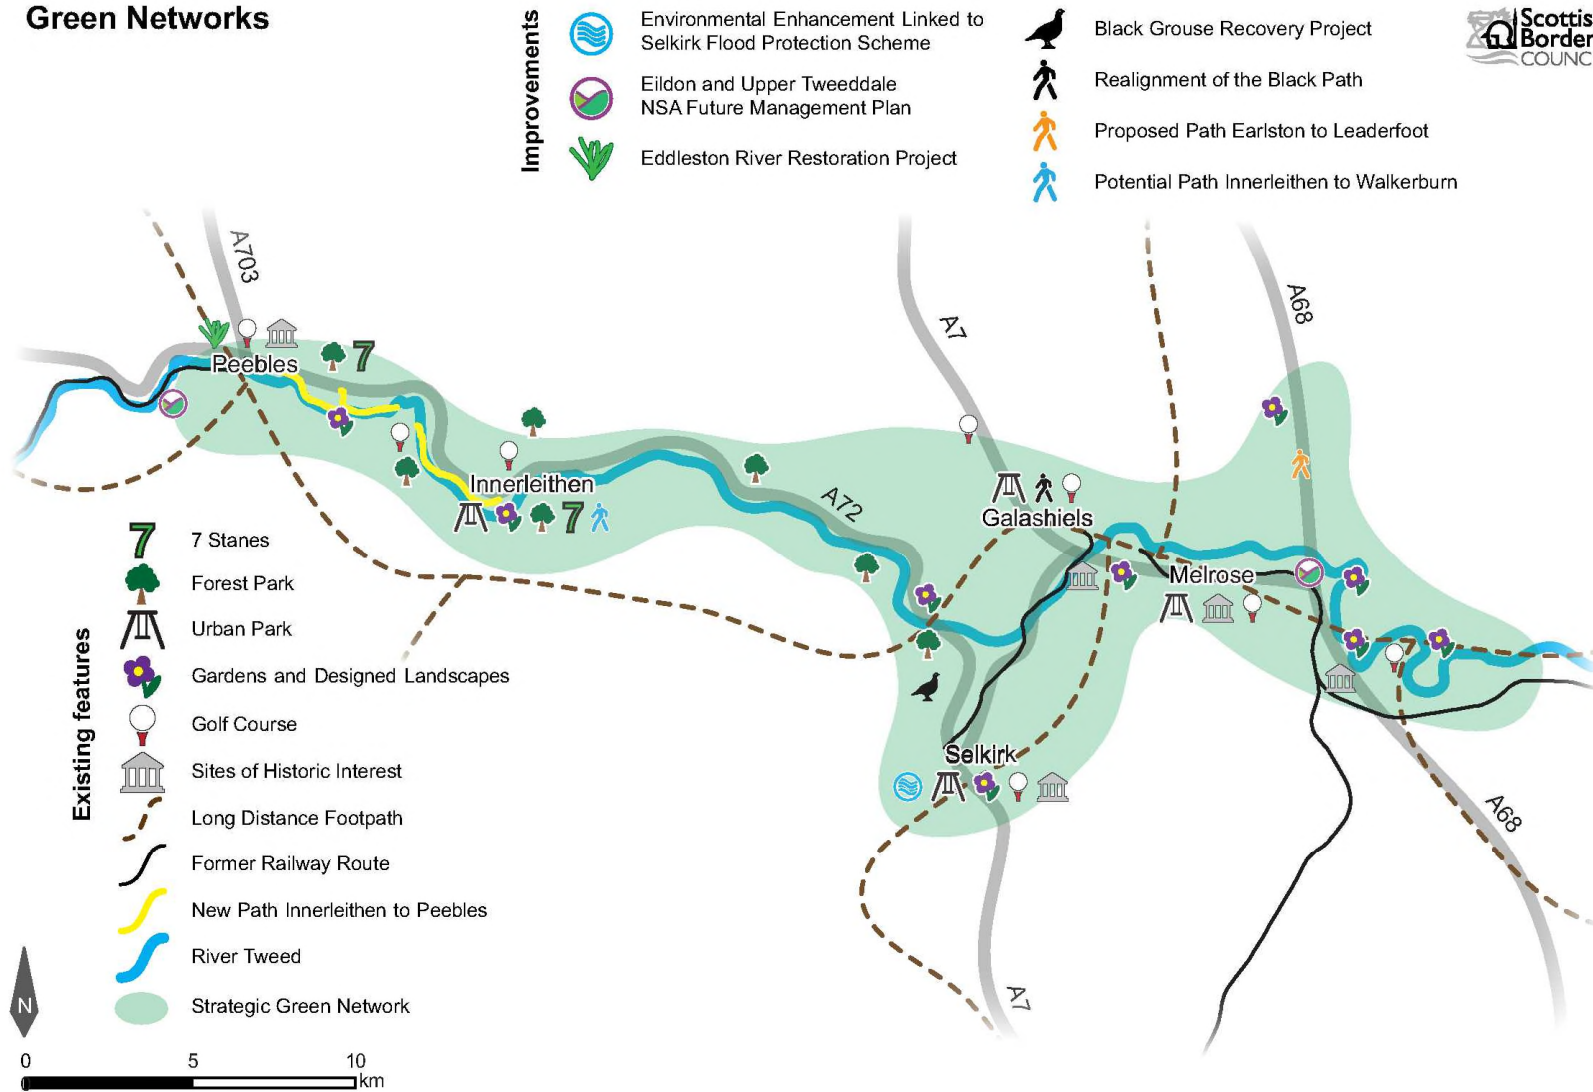 Green Networks
Improvements
Environmental Enhancement Linked to
Selkirk Flood Protection Scheme
Eildon and Upper Tweeddale
NSA Future Management Plan
Eddleston River Restoration Project
Black Grouse Recovery Project
Realignment of the Black Path
Proposed Path Earlston to Leaderfoot
Potential Path Innerleithen to Walkerburn
Scottis
Border
COUNC
A703
A7
A68
Peebles
7
Innerleithen
7
A72
Galashiels
Melrose
Selkirk
A68
A7
Existing features
7
7 Stanes
Forest Park
Urban Park
Gardens and Designed Landscapes
Golf Course
Sites of Historic Interest
Long Distance Footpath
Former Railway Route
New Path Innerleithen to Peebles
River Tweed
Strategic Green Network
N
0 5 10
km